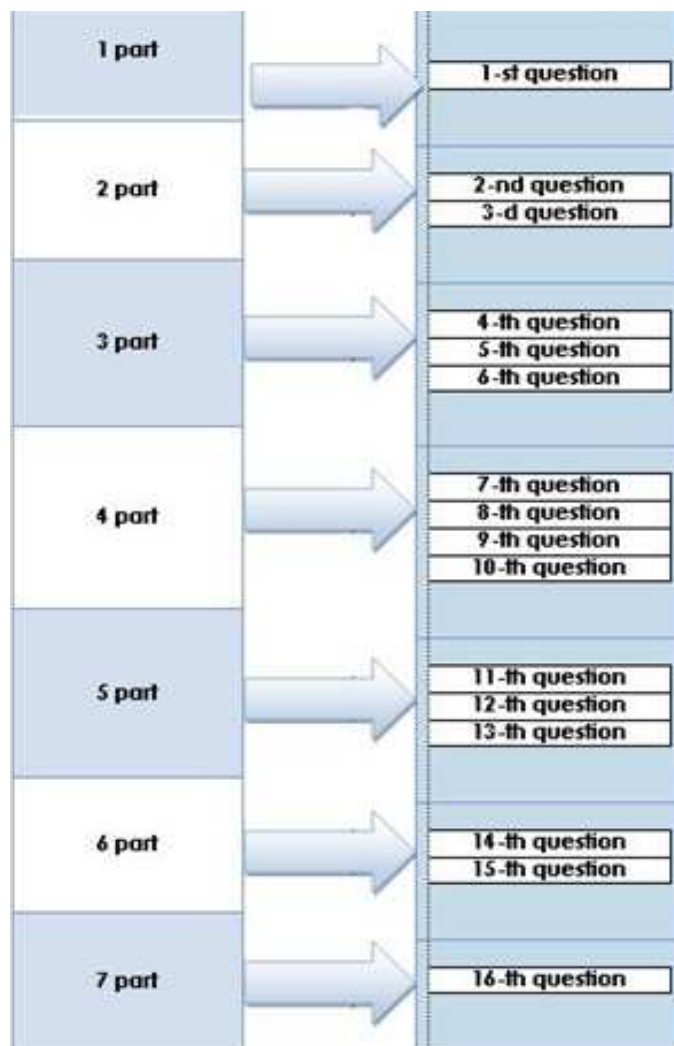 1 part
1-st question
2 part
2-nd question
3-d question
3 part
4-th question
5-th question
6-th question
4 part
7-th question
8-th question
9-th question
10-th question
5 part
11-th question
12-th question
13-th question
6 part
14-th question
15-th question
7 part
16-th question